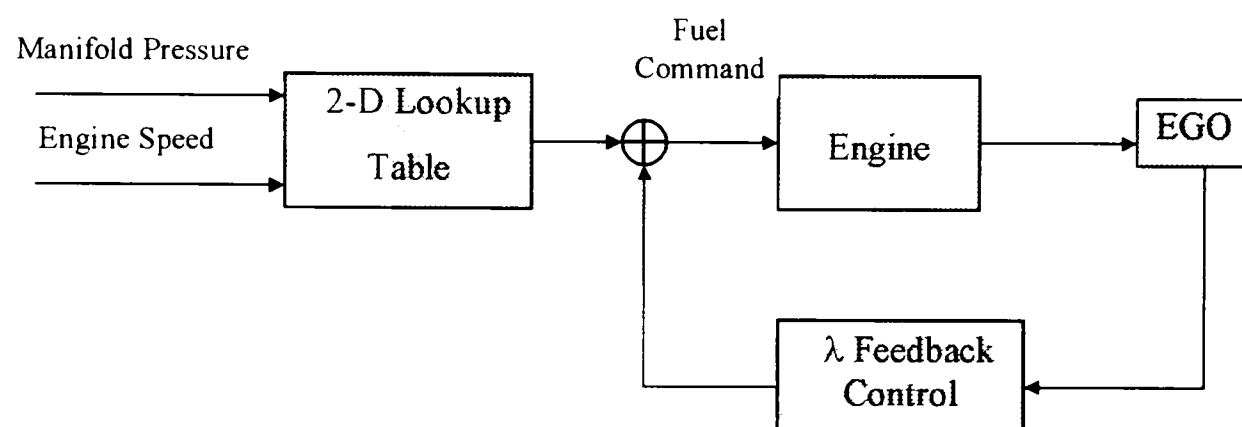 Manifold Pressure
Engine Speed
2-D Lookup
Table
Fuel
Command
Engine
EGO
λ Feedback
Control